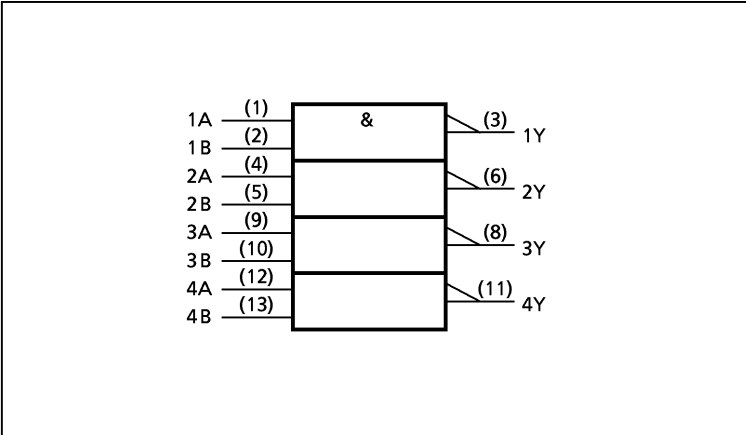 1A (1) & (3) 1Y
1B (2)
2A (4) (6) 2Y
2B (5)
3A (9) (8) 3Y
3B (10)
4A (12) (11) 4Y
4B (13)